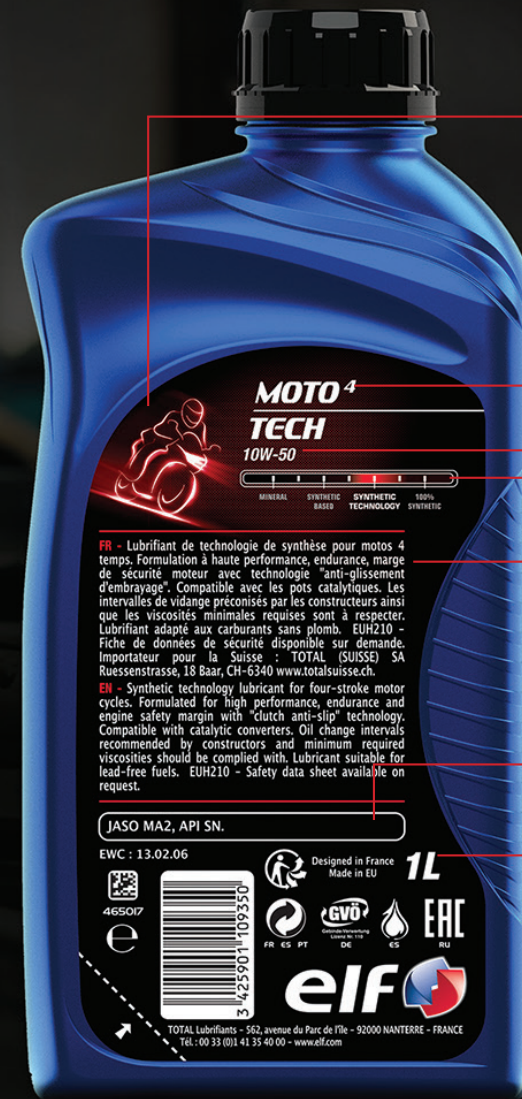 MOTO 4
TECH
10W-50
MINERAL
SYNTHETIC BASED
SYNTHETIC TECHNOLOGY
100% SYNTHETIC
FR - Lubrifiant de technologie de synthèse pour motos 4
temps. Formulation à haute performance, endurance, marge
de sécurité moteur avec technologie "anti-glissement
d'embrayage". Compatible avec les pots catalytiques. Les
intervalles de vidange préconisés par les constructeurs ainsi
que les viscosités minimales requises sont à respecter.
Lubrifiant adapté aux carburants sans plomb. EUH210 -
Fiche de données de sécurité disponible sur demande.
Importateur pour la Suisse : TOTAL (SUISSE) SA
Ruessenstrasse, 18 Baar, CH-6340 www.totalsuisse.ch.
EN - Synthetic technology lubricant for four-stroke motor
cycles. Formulated for high performance, endurance and
engine safety margin with "clutch anti-slip" technology.
Compatible with catalytic converters. Oil change intervals
recommended by constructors and minimum required
viscosities should be complied with. Lubricant suitable for
lead-free fuels. EUH210 - Safety data sheet available on
request.
JASO MA2, API SN.
EWC : 13.02.06
Designed in France
Made in EU
1L
465017
e
3 425901 109350
GVÖ
Gebinde-Verwertung
Lizenz Nr. 110
EAC
FR ES PT
DE
ES
RU
elf
TOTAL Lubrifiants - 562, avenue du Parc de l'île - 92000 NANTERRE - FRANCE
Tél. : 00 33 (0)1 41 35 40 00 - www.elf.com